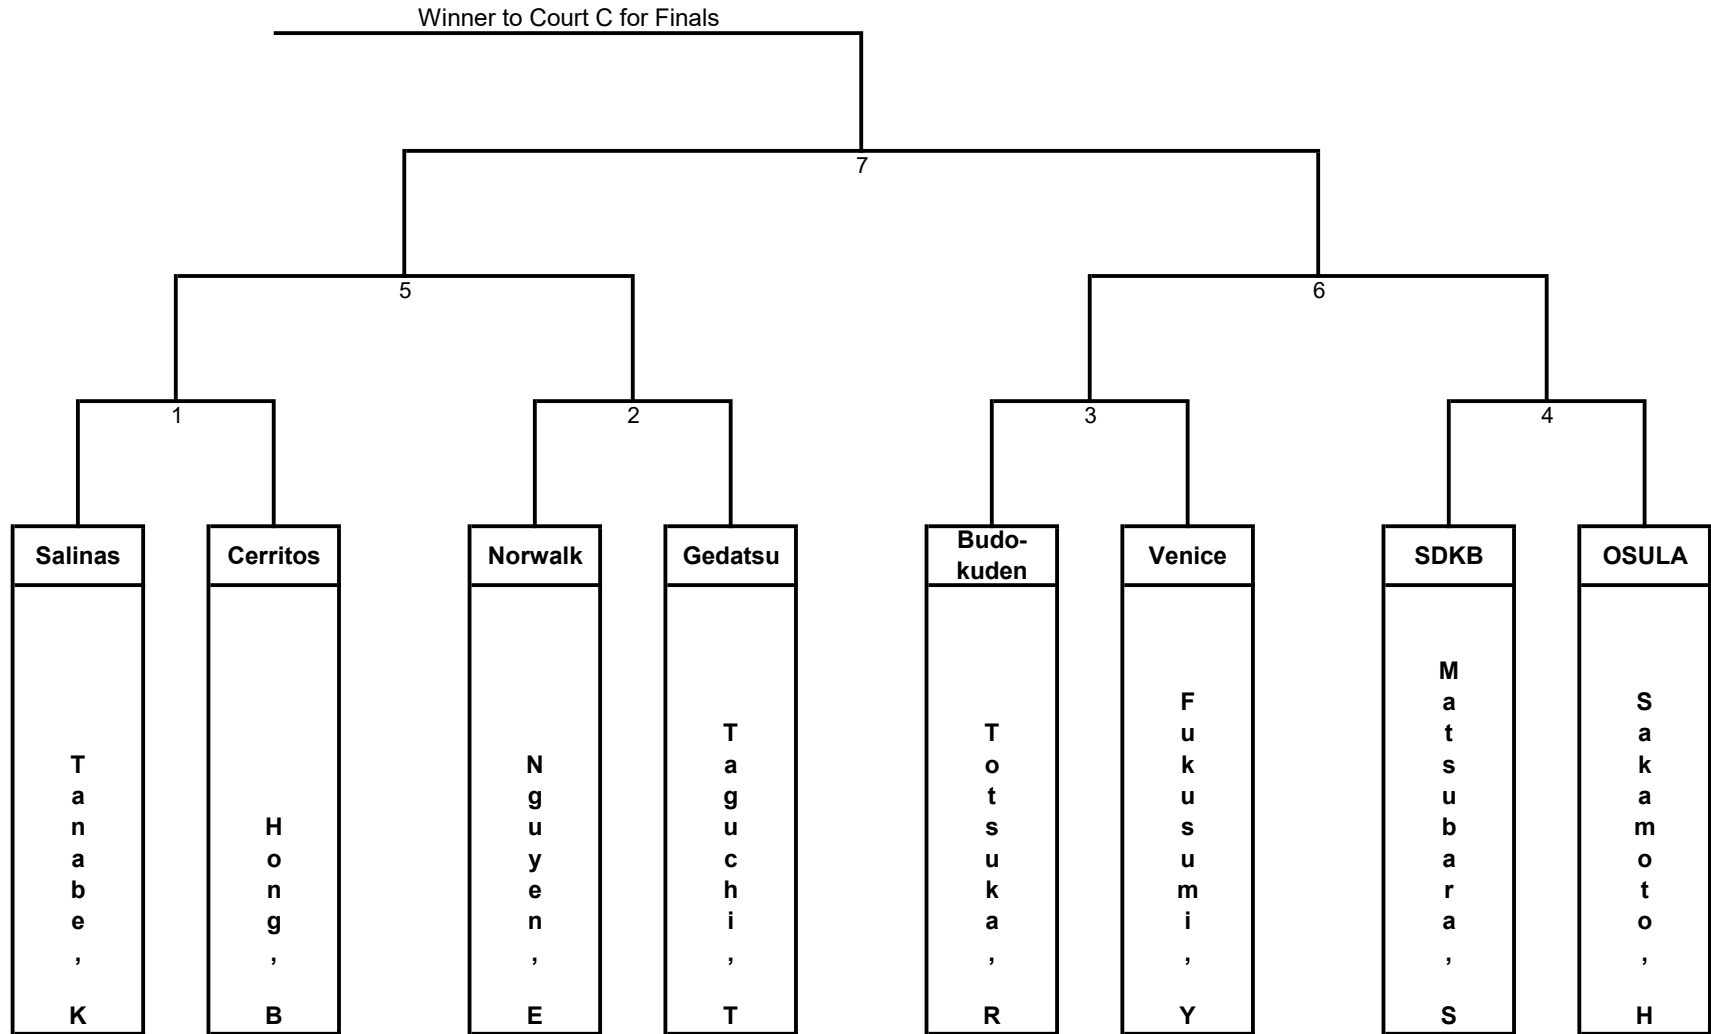 Winner to Court C for Finals
7
5
6
1
2
3
4
Salinas
Cerritos
Norwalk
Gedatsu
Budo-
kuden
Venice
SDKB
OSULA
Tanabe, K
Hong, B
Nguyen, E
Taguchi, T
Totsuka, R
Fukusumi, Y
Matsubara, S
Sakamoto, H